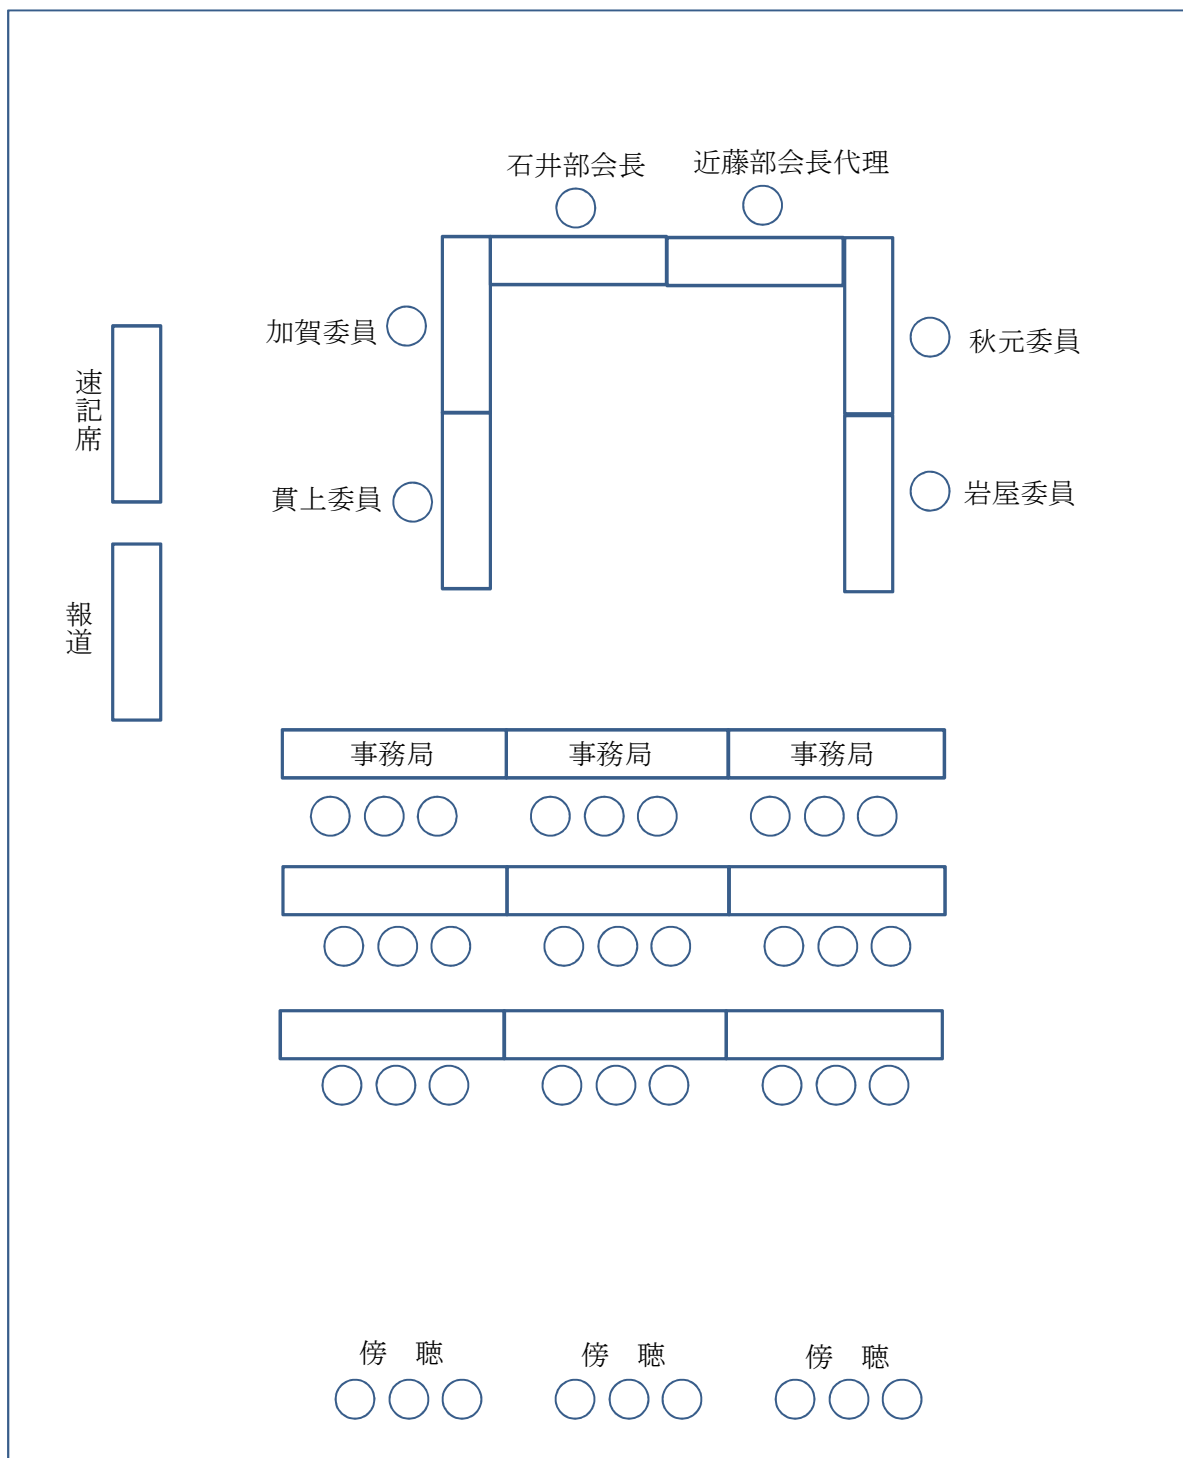 石井部会長
近藤部会長代理
加賀委員
秋元委員
速記席
貫上委員
岩屋委員
報道
事務局
事務局
事務局
傍　聴
傍　聴
傍　聴